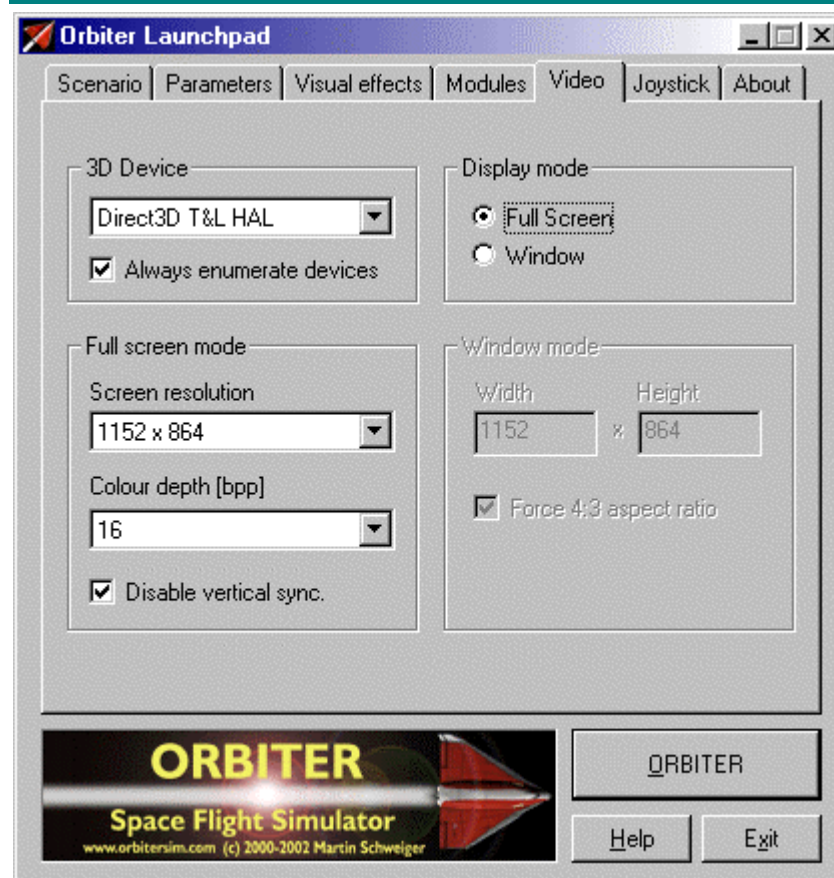 Orbiter Launchpad
Scenario Parameters Visual effects Modules Video Joystick About
3D Device
Direct3D T&L HAL
Always enumerate devices
Display mode
Full Screen
Window
Full screen mode
Screen resolution
1152 x 864
Colour depth [bpp]
16
Disable vertical sync.
Window mode
Width Height
1152 x 864
Force 4:3 aspect ratio
ORBITER
Space Flight Simulator
www.orbitersim.com (c) 2000-2002 Martin Schweiger
ORBITER
Help Exit